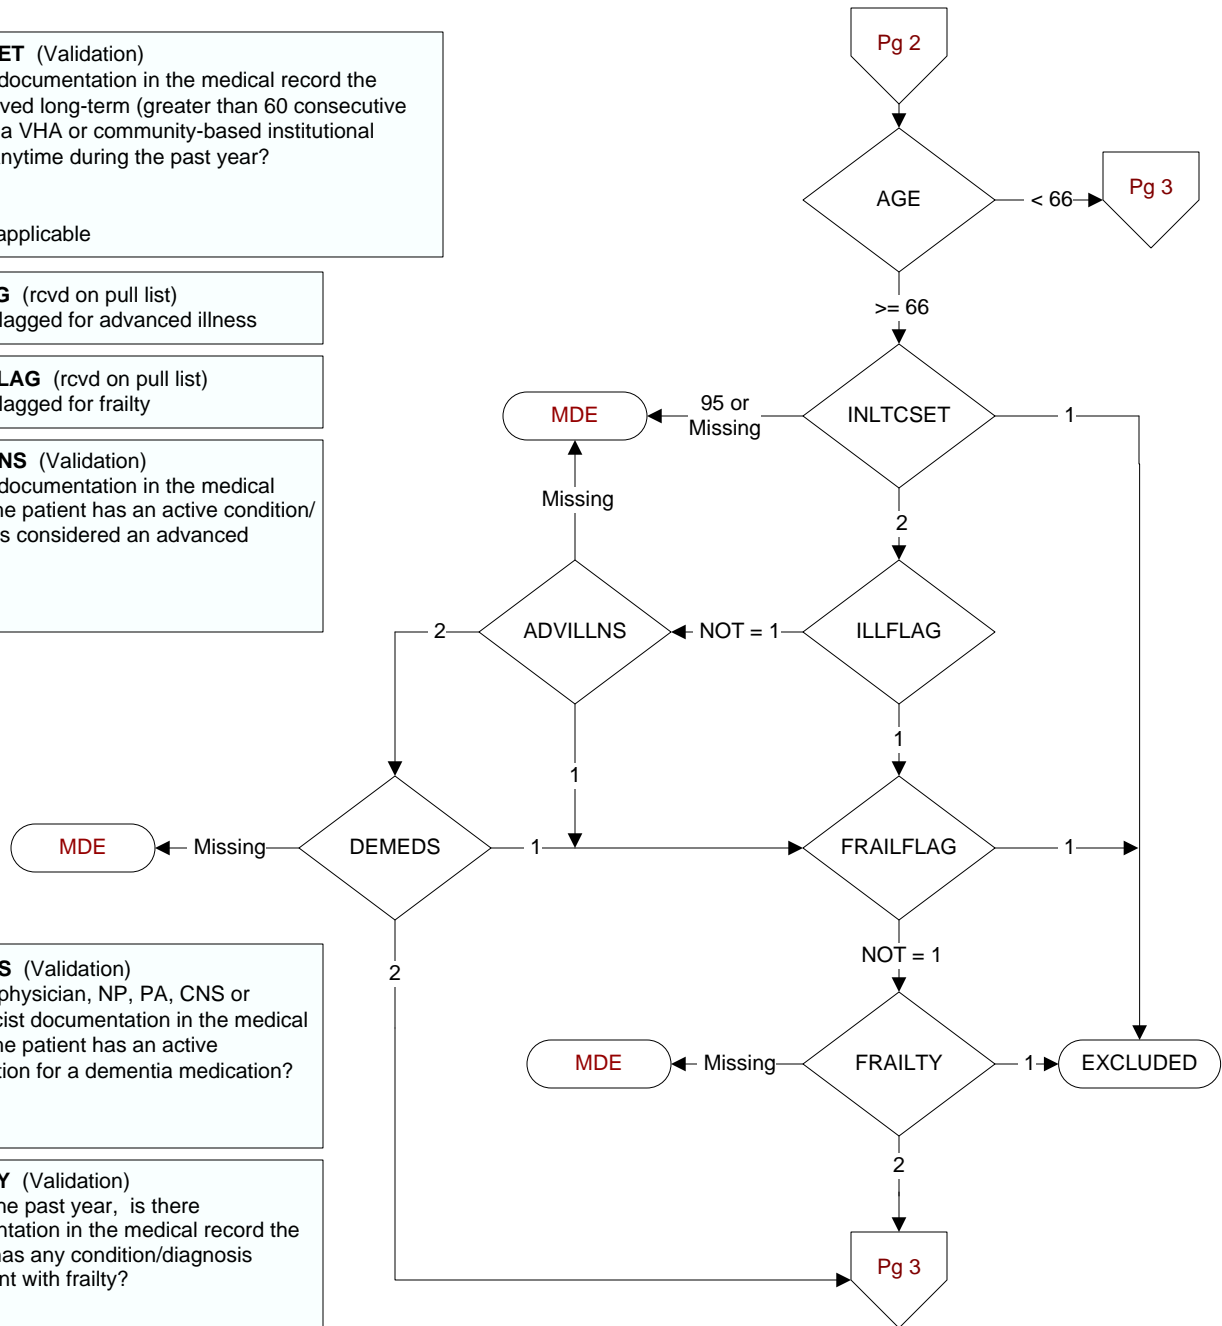 ET (Validation)
documentation in the medical record the
ved long-term (greater than 60 consecutive
a VHA or community-based institutional
nytime during the past year?
applicable
G (rcvd on pull list)
lagged for advanced illness
LAG (rcvd on pull list)
lagged for frailty
NS (Validation)
documentation in the medical
ne patient has an active condition/
s considered an advanced
S (Validation)
physician, NP, PA, CNS or
cist documentation in the medical
ne patient has an active
tion for a dementia medication?
Y (Validation)
ne past year, is there
ntation in the medical record the
has any condition/diagnosis
nt with frailty?
Pg 2
AGE
< 66
Pg 3
>= 66
MDE
95 or
Missing
INLTCSET
1
Missing
2
2
ADVILLNS
NOT = 1
ILLFLAG
1
1
MDE
Missing
DEMEDS
1
FRAILFLAG
1
2
NOT = 1
MDE
Missing
FRAILTY
1
EXCLUDED
2
Pg 3